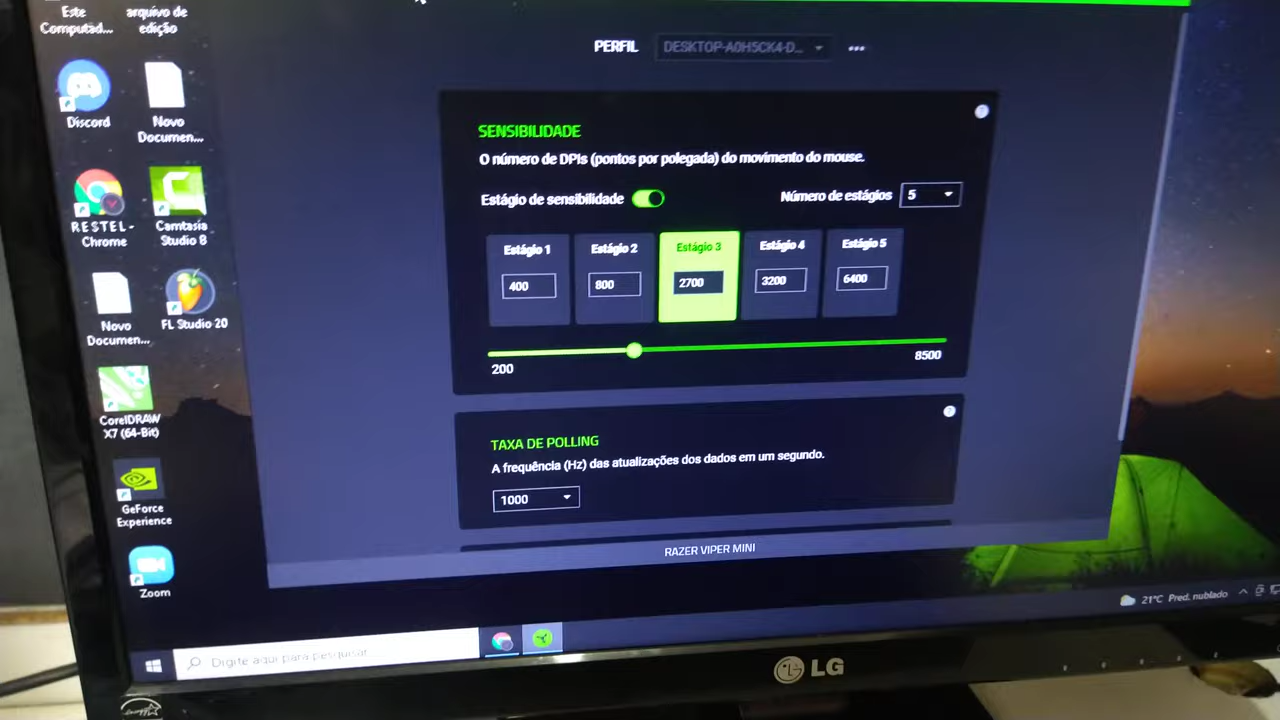 Este
Computad...
arquivo de
edição
Discord
Novo
Documen...
RESTEL -
Chrome
Camtasia
Studio 8
Novo
Documen...
FL Studio 20
CorelDRAW
X7 (64-Bit)
GeForce
Experience
Zoom
PERFIL
DESKTOP-A0H5CK4-D...
SENSIBILIDADE
O número de DPIs (pontos por polegada) do movimento do mouse.
Estágio de sensibilidade
Número de estágios 5
Estágio 1 Estágio 2 Estágio 3 Estágio 4 Estágio 5
400 800 2700 3200 6400
200 8500
TAXA DE POLLING
A frequência (Hz) das atualizações dos dados em um segundo.
1000
RAZER VIPER MINI
21°C Pred. nublado
Digite aqui para pesquisar
LG